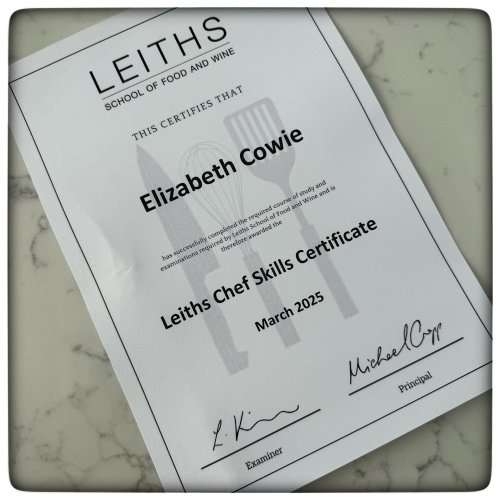 LEITHS
SCHOOL OF FOOD AND WINE
THIS CERTIFIES THAT
Elizabeth Cowie
has successfully completed the required course of study and
examinations required by Leiths School of Food and Wine and is
therefore awarded the
Leiths Chef Skills Certificate
March 2025
Examiner
Michael Cropp
Principal